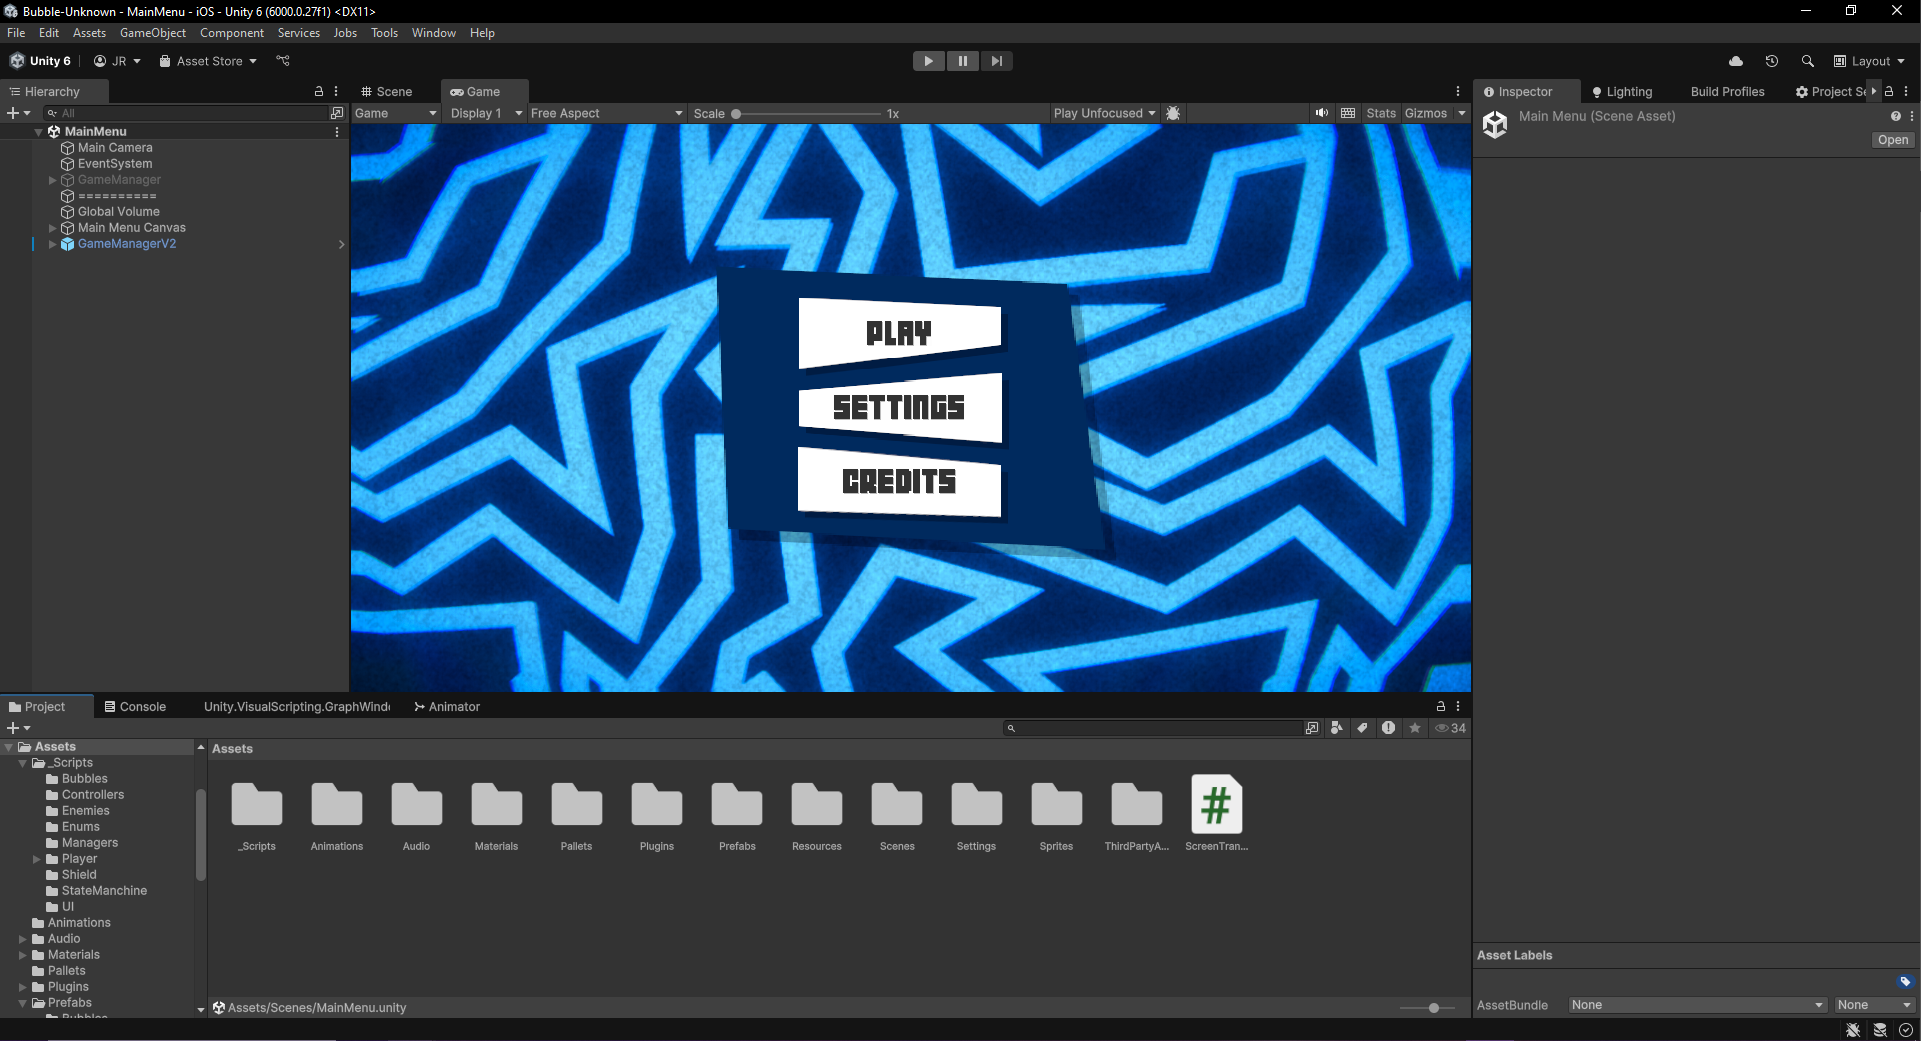 Bubble-Unknown - MainMenu - iOS - Unity 6 (6000.0.27f1) <DX11>
File Edit Assets GameObject Component Services Jobs Tools Window Help
Unity 6 JR Asset Store Layout
Hierarchy
All
MainMenu
Main Camera
EventSystem
GameManager
==========
Global Volume
Main Menu Canvas
GameManagerV2
Scene Game
Game Display 1 Free Aspect Scale 1x Play Unfocused Stats Gizmos
PLAY
SETTINGS
CREDITS
Inspector Lighting Build Profiles Project Se
Main Menu (Scene Asset)
Open
Project Console Unity.VisualScripting.GraphWind Animator
34
Assets
_Scripts
Bubbles
Controllers
Enemies
Enums
Managers
Player
Shield
StateManchine
UI
Animations
Audio
Materials
Pallets
Plugins
Prefabs
Bubbles
Assets
_Scripts Animations Audio Materials Pallets Plugins Prefabs Resources Scenes Settings Sprites ThirdPartyA... ScreenTran...
Assets/Scenes/MainMenu.unity
Asset Labels
AssetBundle None None